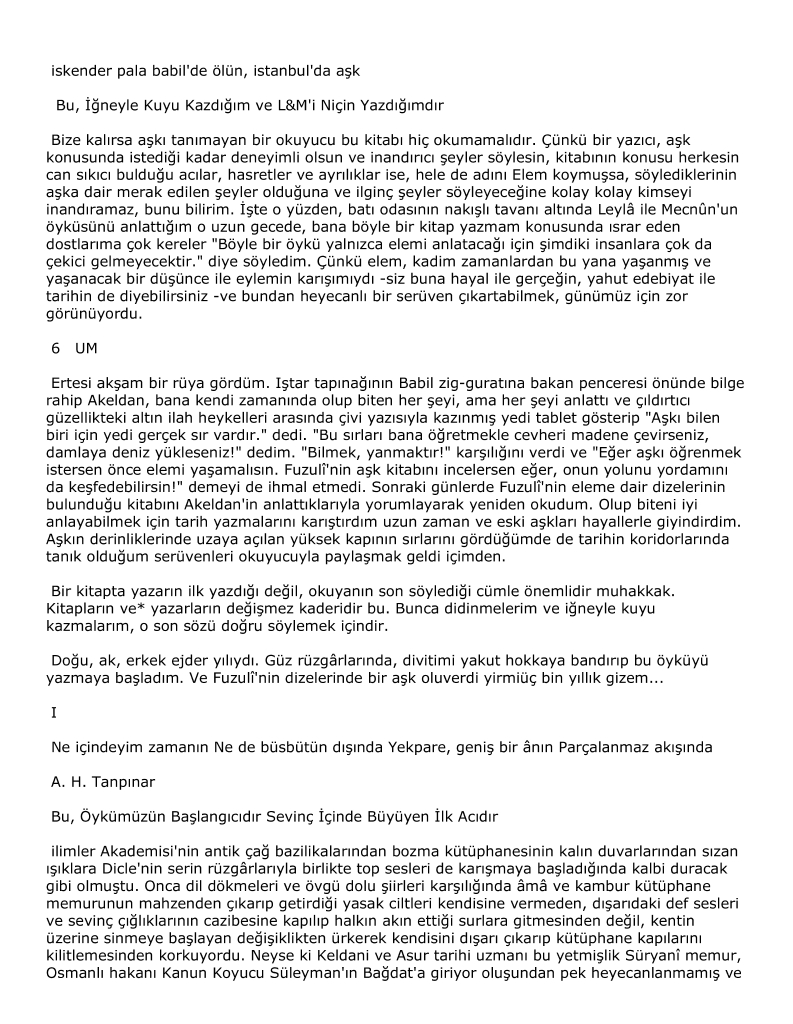 iskender pala babil'de ölün, istanbul'da aşk
Bu, İğneyle Kuyu Kazdığım ve L&M'i Niçin Yazdığımdır
Bize kalırsa aşkı tanımayan bir okuyucu bu kitabı hiç okumamalıdır. Çünkü bir yazıcı, aşk
konusunda istediği kadar deneyimli olsun ve inandırıcı şeyler söylesin, kitabının konusu herkesin
can sıkıcı bulduğu acılar, hasretler ve ayrılıklar ise, hele de adını Elem koymuşsa, söylediklerinin
aşka dair merak edilen şeyler olduğuna ve ilginç şeyler söyleyeceğine kolay kolay kimseyi
inandıramaz, bunu bilirim. İşte o yüzden, batı odasının nakışlı tavanı altında Leylâ ile Mecnûn'un
öyküsünü anlattığım o uzun gecede, bana böyle bir kitap yazmam konusunda ısrar eden
dostlarıma çok kereler "Böyle bir öykü yalnızca elemi anlatacağı için şimdiki insanlara çok da
çekici gelmeyecektir." diye söyledim. Çünkü elem, kadim zamanlardan bu yana yaşanmış ve
yaşanacak bir düşünce ile eylemin karışımıydı -siz buna hayal ile gerçeğin, yahut edebiyat ile
tarihin de diyebilirsiniz -ve bundan heyecanlı bir serüven çıkartabilmek, günümüz için zor
görünüyordu.
6 UM
Ertesi akşam bir rüya gördüm. Iştar tapınağının Babil zig-guratına bakan penceresi önünde bilge
rahip Akeldan, bana kendi zamanında olup biten her şeyi, ama her şeyi anlattı ve çıldırtıcı
güzellikteki altın ilah heykelleri arasında çivi yazısıyla kazınmış yedi tablet gösterip "Aşkı bilen
biri için yedi gerçek sır vardır." dedi. "Bu sırları bana öğretmekle cevheri madene çevirseniz,
damlaya deniz yükleseniz!" dedim. "Bilmek, yanmaktır!" karşılığını verdi ve "Eğer aşkı öğrenmek
istersen önce elemi yaşamalısın. Fuzulî'nin aşk kitabını incelersen eğer, onun yolunu yordamını
da keşfedebilirsin!" demeyi de ihmal etmedi. Sonraki günlerde Fuzulî'nin eleme dair dizelerinin
bulunduğu kitabını Akeldan'in anlattıklarıyla yorumlayarak yeniden okudum. Olup biteni iyi
anlayabilmek için tarih yazmalarını karıştırdım uzun zaman ve eski aşkları hayallerle giyindirdim.
Aşkın derinliklerinde uzaya açılan yüksek kapının sırlarını gördüğümde de tarihin koridorlarında
tanık olduğum serüvenleri okuyucuyla paylaşmak geldi içimden.
Bir kitapta yazarın ilk yazdığı değil, okuyanın son söylediği cümle önemlidir muhakkak.
Kitapların ve* yazarların değişmez kaderidir bu. Bunca didinmelerim ve iğneyle kuyu
kazmalarım, o son sözü doğru söylemek içindir.
Doğu, ak, erkek ejder yılıydı. Güz rüzgârlarında, divitimi yakut hokkaya bandırıp bu öyküyü
yazmaya başladım. Ve Fuzulî'nin dizelerinde bir aşk oluverdi yirmiüç bin yıllık gizem...
I
Ne içindeyim zamanın Ne de büsbütün dışında Yekpare, geniş bir ânın Parçalanmaz akışında
A. H. Tanpınar
Bu, Öykümüzün Başlangıcıdır Sevinç İçinde Büyüyen İlk Acıdır
ilimler Akademisi'nin antik çağ bazilikalarından bozma kütüphanesinin kalın duvarlarından sızan
ışıklara Dicle'nin serin rüzgârlarıyla birlikte top sesleri de karışmaya başladığında kalbi duracak
gibi olmuştu. Onca dil dökmeleri ve övgü dolu şiirleri karşılığında âmâ ve kambur kütüphane
memurunun mahzenden çıkarıp getirdiği yasak ciltleri kendisine vermeden, dışarıdaki def sesleri
ve sevinç çığlıklarının cazibesine kapılıp halkın akın ettiği surlara gitmesinden değil, kentin
üzerine sinmeye başlayan değişiklikten ürkerek kendisini dışarı çıkarıp kütüphane kapılarını
kilitlemesinden korkuyordu. Neyse ki Keldani ve Asur tarihi uzmanı bu yetmişlik Süryanî memur,
Osmanlı hakanı Kanun Koyucu Süleyman'ın Bağdat'a giriyor oluşundan pek heyecanlanmamış ve